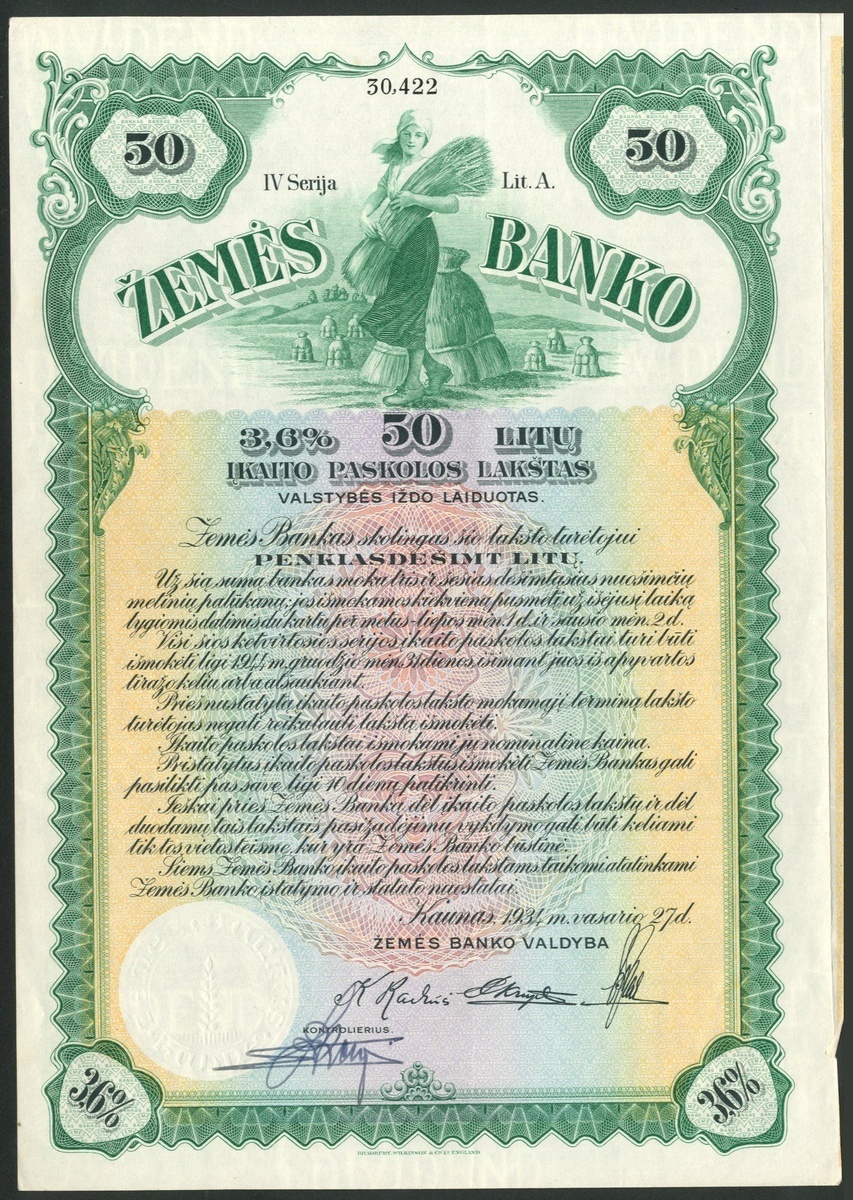 30,422
50
50
IV Serija
Lit. A.
ŽEMĖS BANKO
3,6% 50 LITŲ
ĮKAITO PASKOLOS LAKŠTAS
VALSTYBĖS IŽDO LAIDUOTAS.
Žemės Bankas skolingas šio lakšto turėtojui
PENKIASDEŠIMT LITŲ.
Už šią sumą bankas moka tris ir šešias dešimtąsias nuošimčių
metinių palūkanų; jos išmokamos kiekvieną pusmetį už išėjusį laiką
lygiomis dalimis du kartu per metus-liepos mėn. 1 d. ir sausio mėn. 2 d.
Visi šios ketvirtosios serijos įkaito paskolos lakštai turi būti
išmokėti ligi 1944 m. gruodžio mėn. 31 dienos, išimant juos iš apyvartos
tiražo keliu arba atšaukiant.
Prieš nustatytą įkaito paskolos lakšto mokamąjį terminą lakšto
turėtojas negali reikalauti lakštą išmokėti.
Įkaito paskolos lakštai išmokami jų nominaline kaina.
Pristatytus įkaito paskolos lakštus išmokėti Žemės Bankas gali
pasilikti pas save ligi 10 dienų patikrinti.
Ieškai prieš Žemės Banką dėl įkaito paskolos lakštų ir dėl
duodamų tais lakštais pasižadėjimų vykdymo gali būti keliami
tik tos vietos teisme, kur yra Žemės Banko būstinė.
Šiems Žemės Banko įkaito paskolos lakštams taikomi atatinkami
Žemės Banko įstatymo ir statuto nuostatai.
Kaunas, 1934 m. vasario 27 d.
ŽEMĖS BANKO VALDYBA
KONTROLIERIUS.
3,6%
3,6%
BRADBURY, WILKINSON & Cº Lᵈ ENGLAND